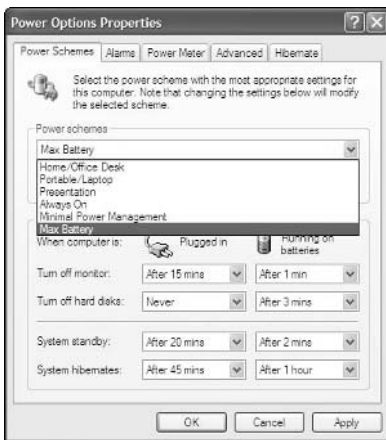 Power Options Properties
Power Schemes Alarms Power Meter Advanced Hibernate
Select the power scheme with the most appropriate settings for
this computer. Note that changing the settings below will modify
the selected scheme.
Power schemes
Max Battery
Home/Office Desk
Portable/Laptop
Presentation
Always On
Minimal Power Management
Max Battery
When computer is: Plugged in Running on
batteries
Turn off monitor: After 15 mins After 1 min
Turn off hard disks: Never After 3 mins
System standby: After 20 mins After 2 mins
System hibernates: After 45 mins After 1 hour
OK Cancel Apply